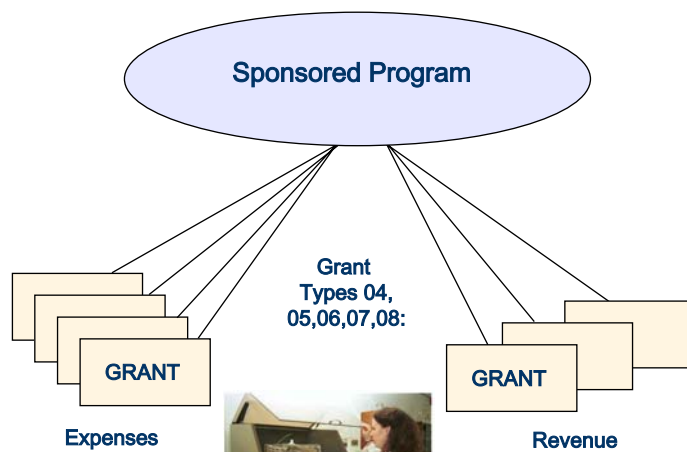 Sponsored Program
Grant
Types 04,
05,06,07,08:
GRANT
GRANT
Expenses
Revenue